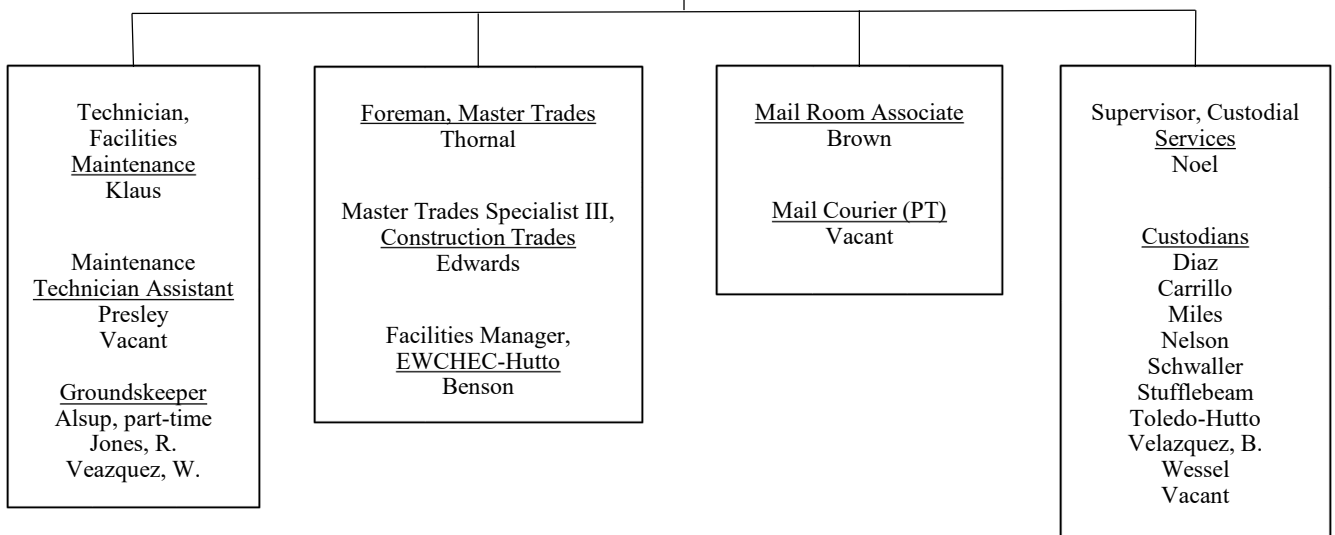 Technician,
Facilities
Maintenance
Klaus
Maintenance
Technician Assistant
Presley
Vacant
Groundskeeper
Alsup, part-time
Jones, R.
Veazquez, W.
Foreman, Master Trades
Thornal
Master Trades Specialist III,
Construction Trades
Edwards
Facilities Manager,
EWCHEC-Hutto
Benson
Mail Room Associate
Brown
Mail Courier (PT)
Vacant
Supervisor, Custodial
Services
Noel
Custodians
Diaz
Carrillo
Miles
Nelson
Schwaller
Stufflebeam
Toledo-Hutto
Velazquez, B.
Wessel
Vacant